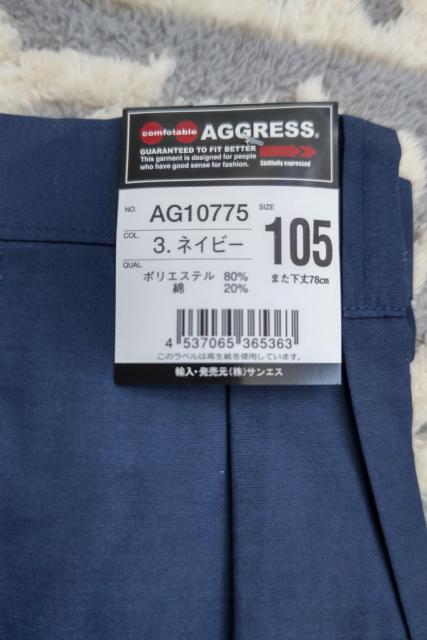 comfotable AGGRESS®
GUARANTEED TO FIT BETTER
This garment is designed for people
who have good sense for fashion.
Skillfully expressed
NO. AG10775
COL. 3.ネイビー
SIZE 105
また下丈78cm
QUAL. ポリエステル 80%
綿 20%
4 537065 365363
このラベルは再生紙を使用しています
輸入・発売元(株)サンエス